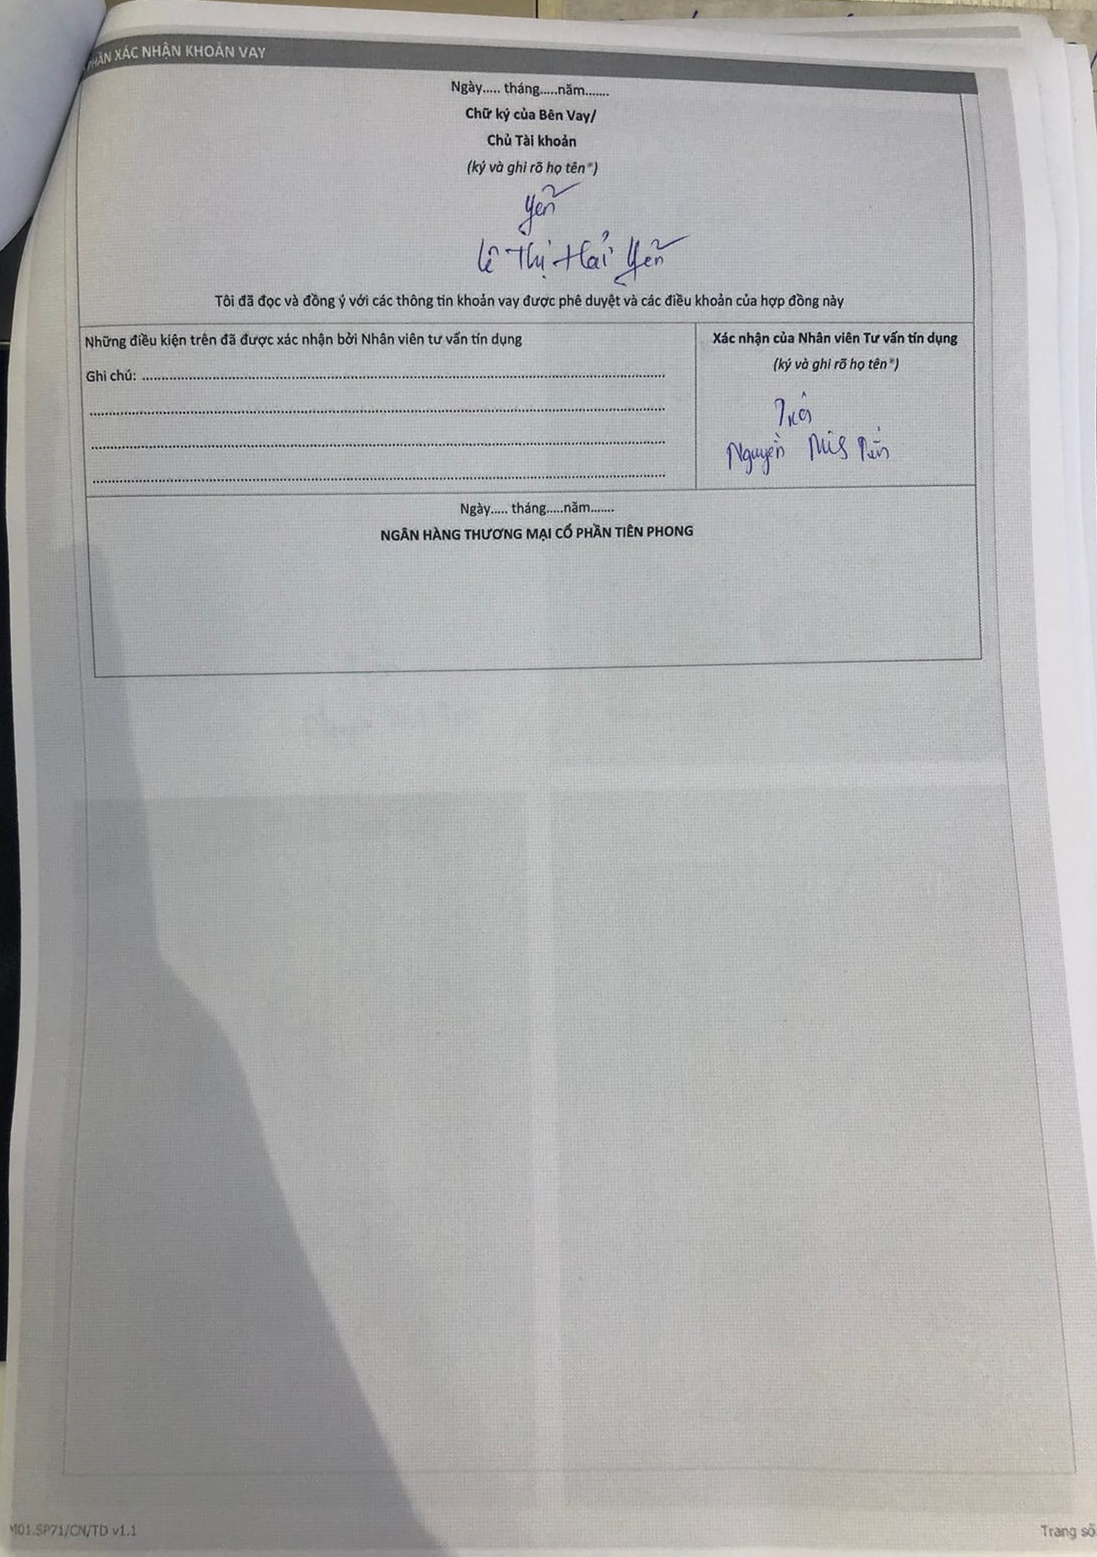 PHẦN XÁC NHẬN KHOẢN VAY
Ngày..... tháng.....năm.......
Chữ ký của Bên Vay/
Chủ Tài khoản
(ký và ghi rõ họ tên*)
Yến
Lê Thị Hải Yến
Tôi đã đọc và đồng ý với các thông tin khoản vay được phê duyệt và các điều khoản của hợp đồng này
Những điều kiện trên đã được xác nhận bởi Nhân viên tư vấn tín dụng
Ghi chú:
Xác nhận của Nhân viên Tư vấn tín dụng
(ký và ghi rõ họ tên*)
Nguyễn
Ngày..... tháng.....năm.......
NGÂN HÀNG THƯƠNG MẠI CỔ PHẦN TIÊN PHONG
M01.SP71/CN/TD v1.1
Trang số